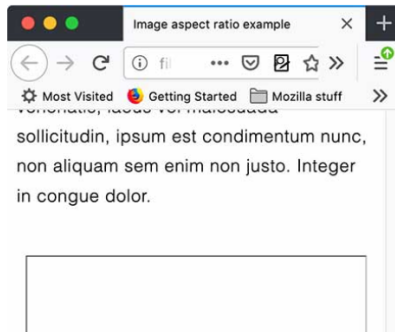 Image aspect ratio example
fil
Most Visited Getting Started Mozilla stuff
sollicitudin, ipsum est condimentum nunc,
non aliquam sem enim non justo. Integer
in congue dolor.